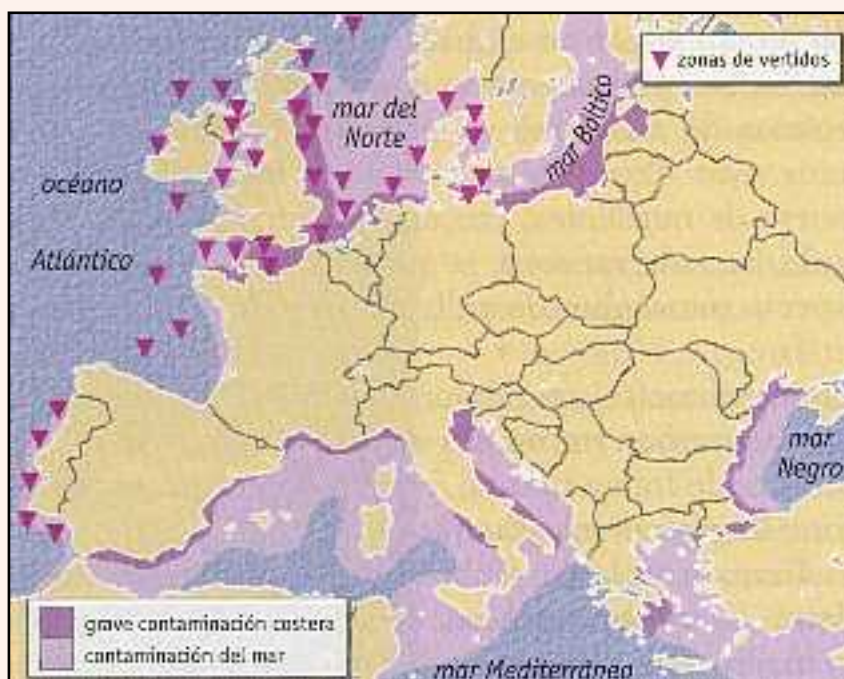 zonas de vertidos
mar del
Norte
mar Báltico
océano
Atlántico
mar
Negro
grave contaminación costera
contaminación del mar
mar Mediterráneo